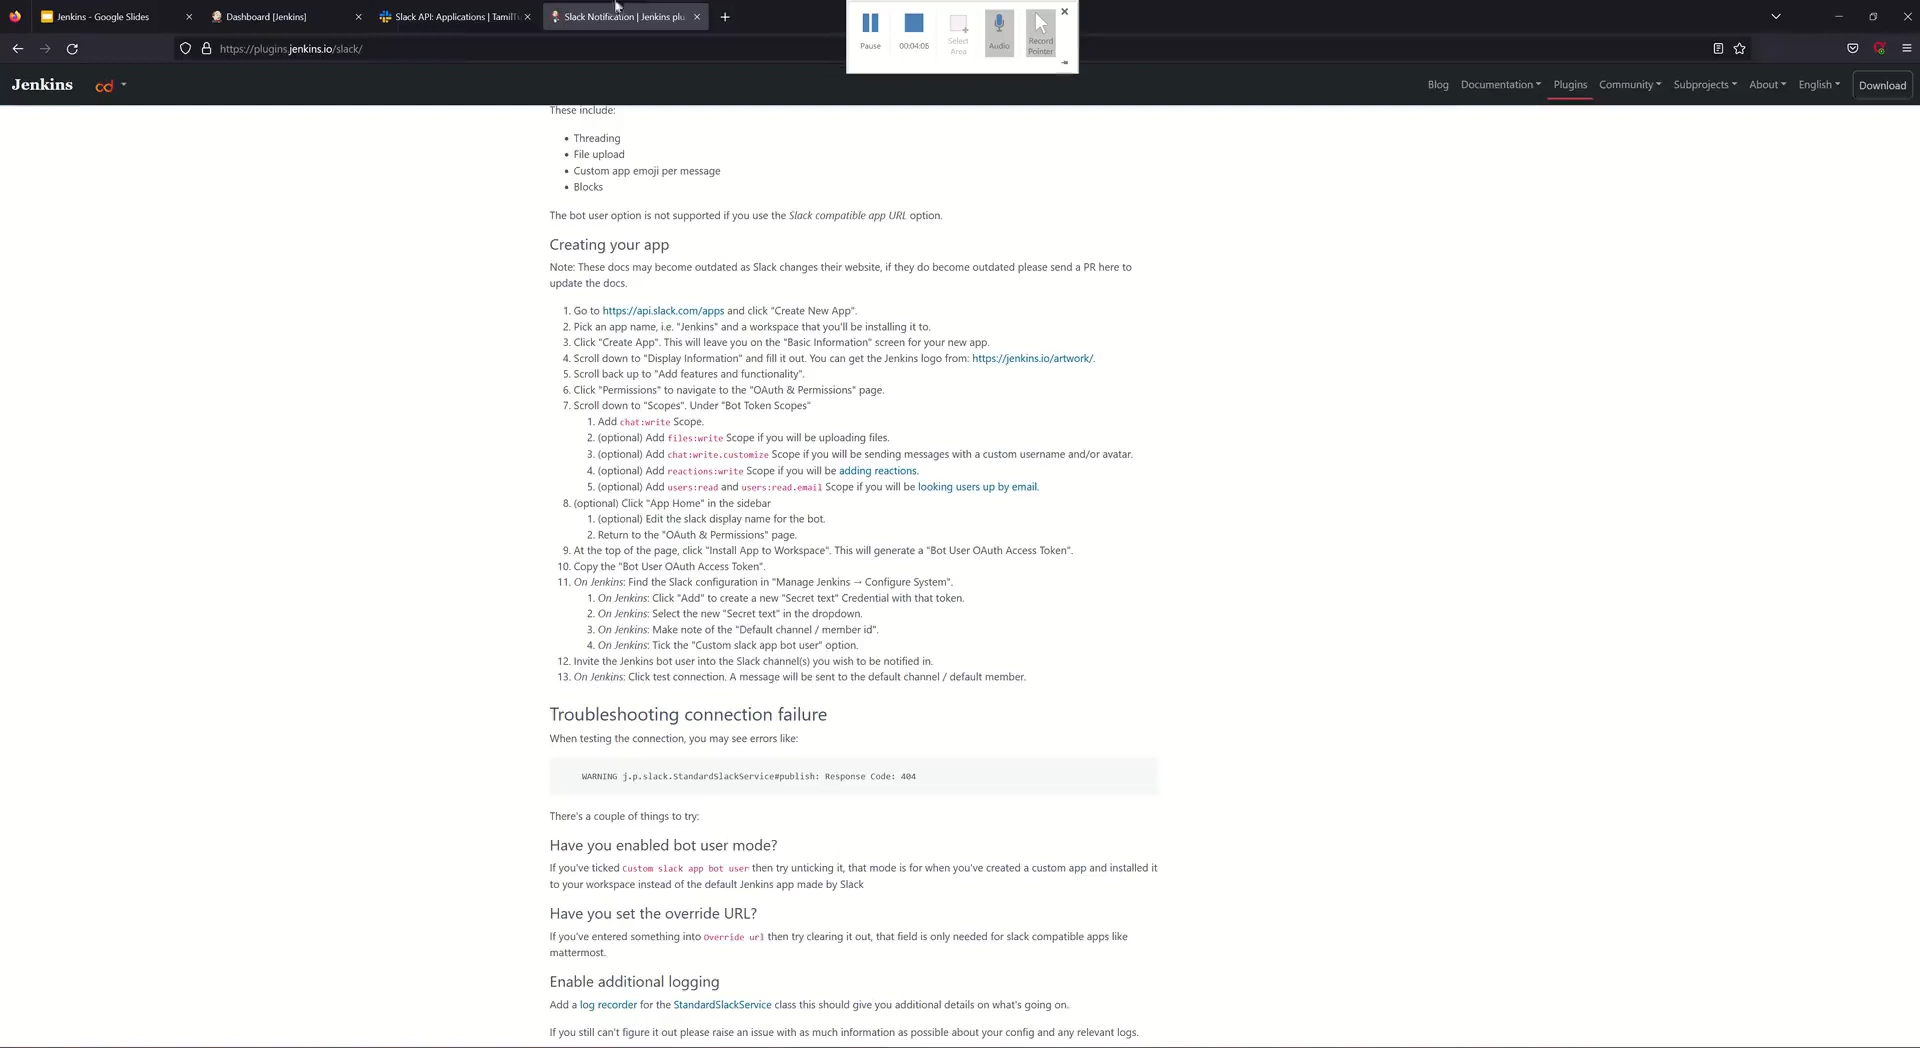 Jenkins - Google Slides
Dashboard [Jenkins]
Slack API: Applications | TamilTu
Slack Notification | Jenkins plu
Pause
00:04:06
Select
Area
Audio
Record
Pointer
https://plugins.jenkins.io/slack/
Jenkins
cd
Blog
Documentation
Plugins
Community
Subprojects
About
English
Download
These include:
• Threading
• File upload
• Custom app emoji per message
• Blocks
The bot user option is not supported if you use the Slack compatible app URL option.
Creating your app
Note: These docs may become outdated as Slack changes their website, if they do become outdated please send a PR here to
update the docs.
1. Go to https://api.slack.com/apps and click "Create New App".
2. Pick an app name, i.e. "Jenkins" and a workspace that you'll be installing it to.
3. Click "Create App". This will leave you on the "Basic Information" screen for your new app.
4. Scroll down to "Display Information" and fill it out. You can get the Jenkins logo from: https://jenkins.io/artwork/.
5. Scroll back up to "Add features and functionality".
6. Click "Permissions" to navigate to the "OAuth & Permissions" page.
7. Scroll down to "Scopes". Under "Bot Token Scopes"
1. Add chat:write Scope.
2. (optional) Add files:write Scope if you will be uploading files.
3. (optional) Add chat:write.customize Scope if you will be sending messages with a custom username and/or avatar.
4. (optional) Add reactions:write Scope if you will be adding reactions.
5. (optional) Add users:read and users:read.email Scope if you will be looking users up by email.
8. (optional) Click "App Home" in the sidebar
1. (optional) Edit the slack display name for the bot.
2. Return to the "OAuth & Permissions" page.
9. At the top of the page, click "Install App to Workspace". This will generate a "Bot User OAuth Access Token".
10. Copy the "Bot User OAuth Access Token".
11. On Jenkins: Find the Slack configuration in "Manage Jenkins → Configure System".
1. On Jenkins: Click "Add" to create a new "Secret text" Credential with that token.
2. On Jenkins: Select the new "Secret text" in the dropdown.
3. On Jenkins: Make note of the "Default channel / member id".
4. On Jenkins: Tick the "Custom slack app bot user" option.
12. Invite the Jenkins bot user into the Slack channel(s) you wish to be notified in.
13. On Jenkins: Click test connection. A message will be sent to the default channel / default member.
Troubleshooting connection failure
When testing the connection, you may see errors like:
WARNING j.p.slack.StandardSlackService#publish: Response Code: 404
There's a couple of things to try:
Have you enabled bot user mode?
If you've ticked Custom slack app bot user then try unticking it, that mode is for when you've created a custom app and installed it
to your workspace instead of the default Jenkins app made by Slack
Have you set the override URL?
If you've entered something into Override url then try clearing it out, that field is only needed for slack compatible apps like
mattermost.
Enable additional logging
Add a log recorder for the StandardSlackService class this should give you additional details on what's going on.
If you still can't figure it out please raise an issue with as much information as possible about your config and any relevant logs.